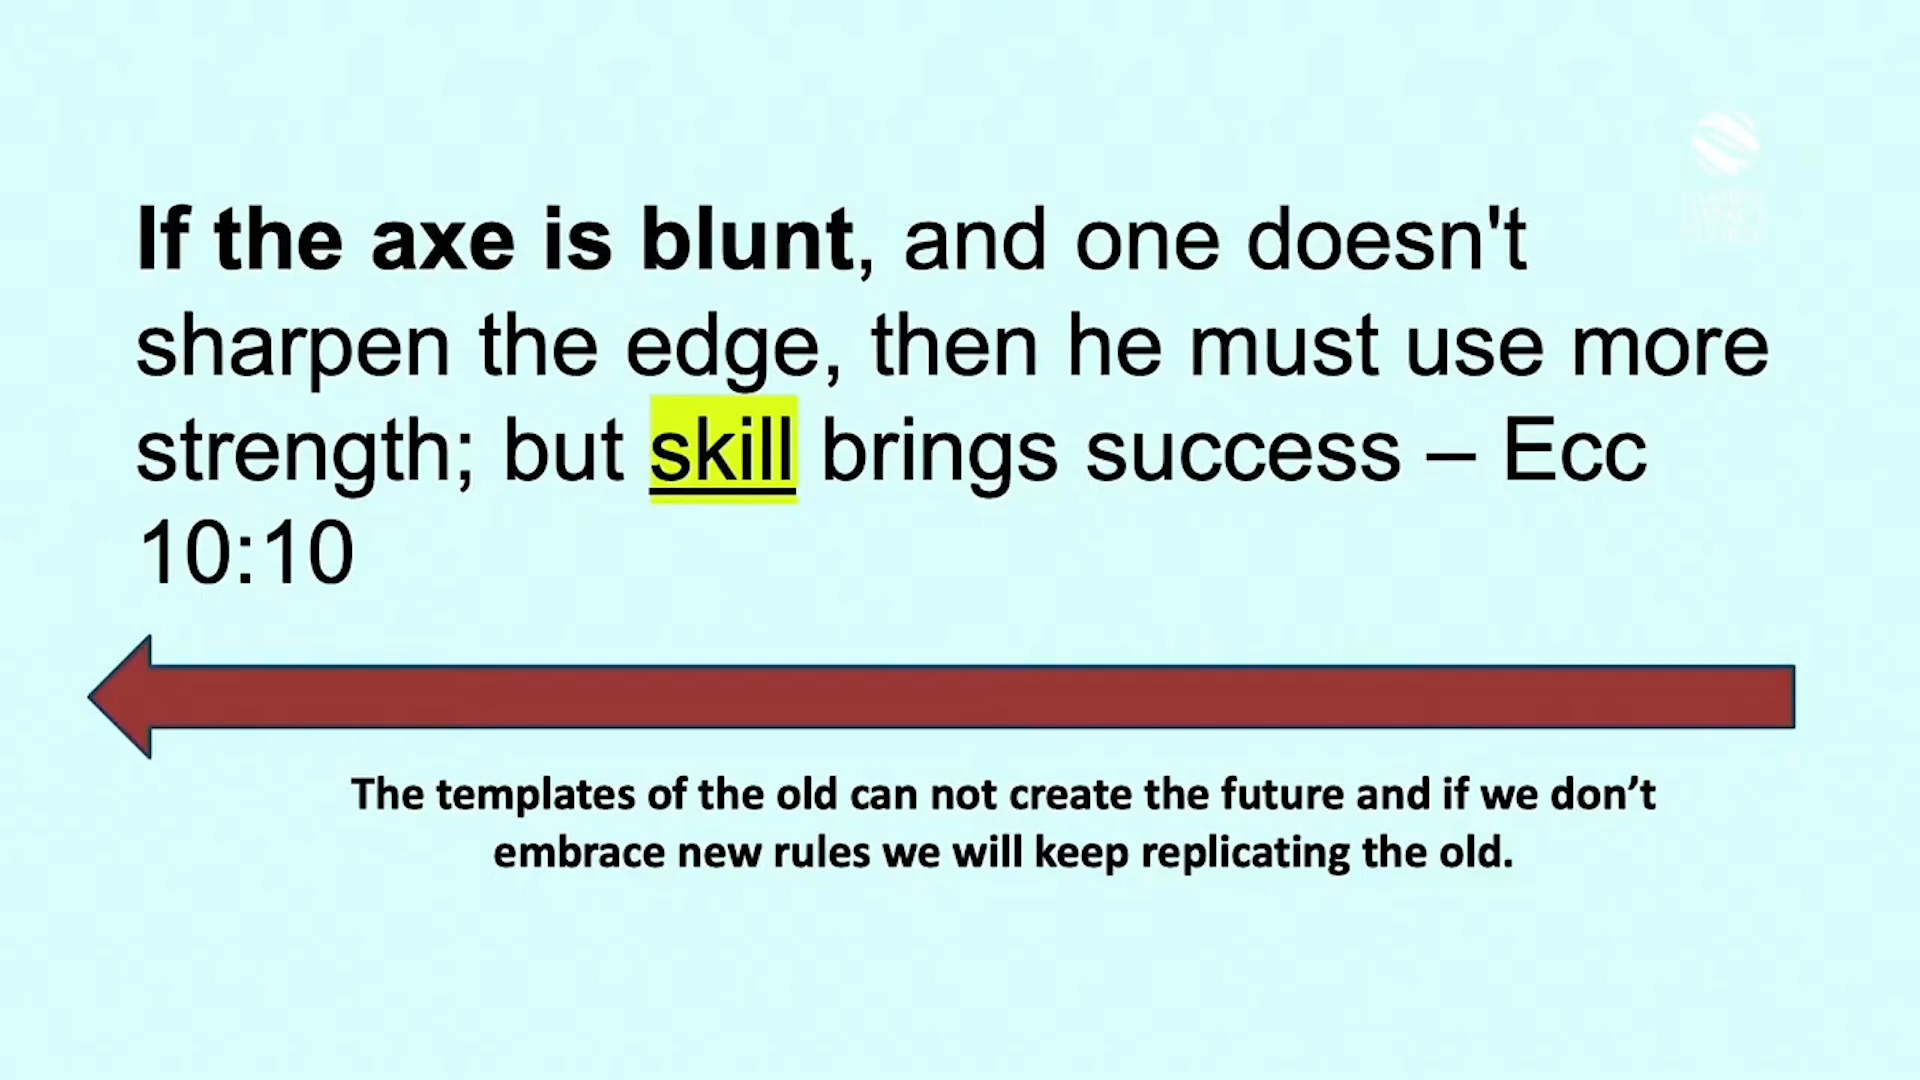 If the axe is blunt, and one doesn't
sharpen the edge, then he must use more
strength; but skill brings success – Ecc
10:10
The templates of the old can not create the future and if we don’t
embrace new rules we will keep replicating the old.